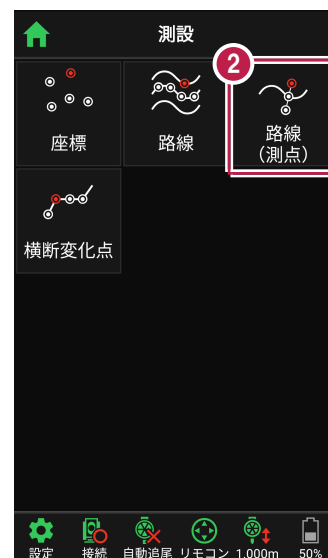 測設
2
座標
路線
路線
(測点)
横断変化点
設定
接続
自動追尾
リモコン
1.000m
50%